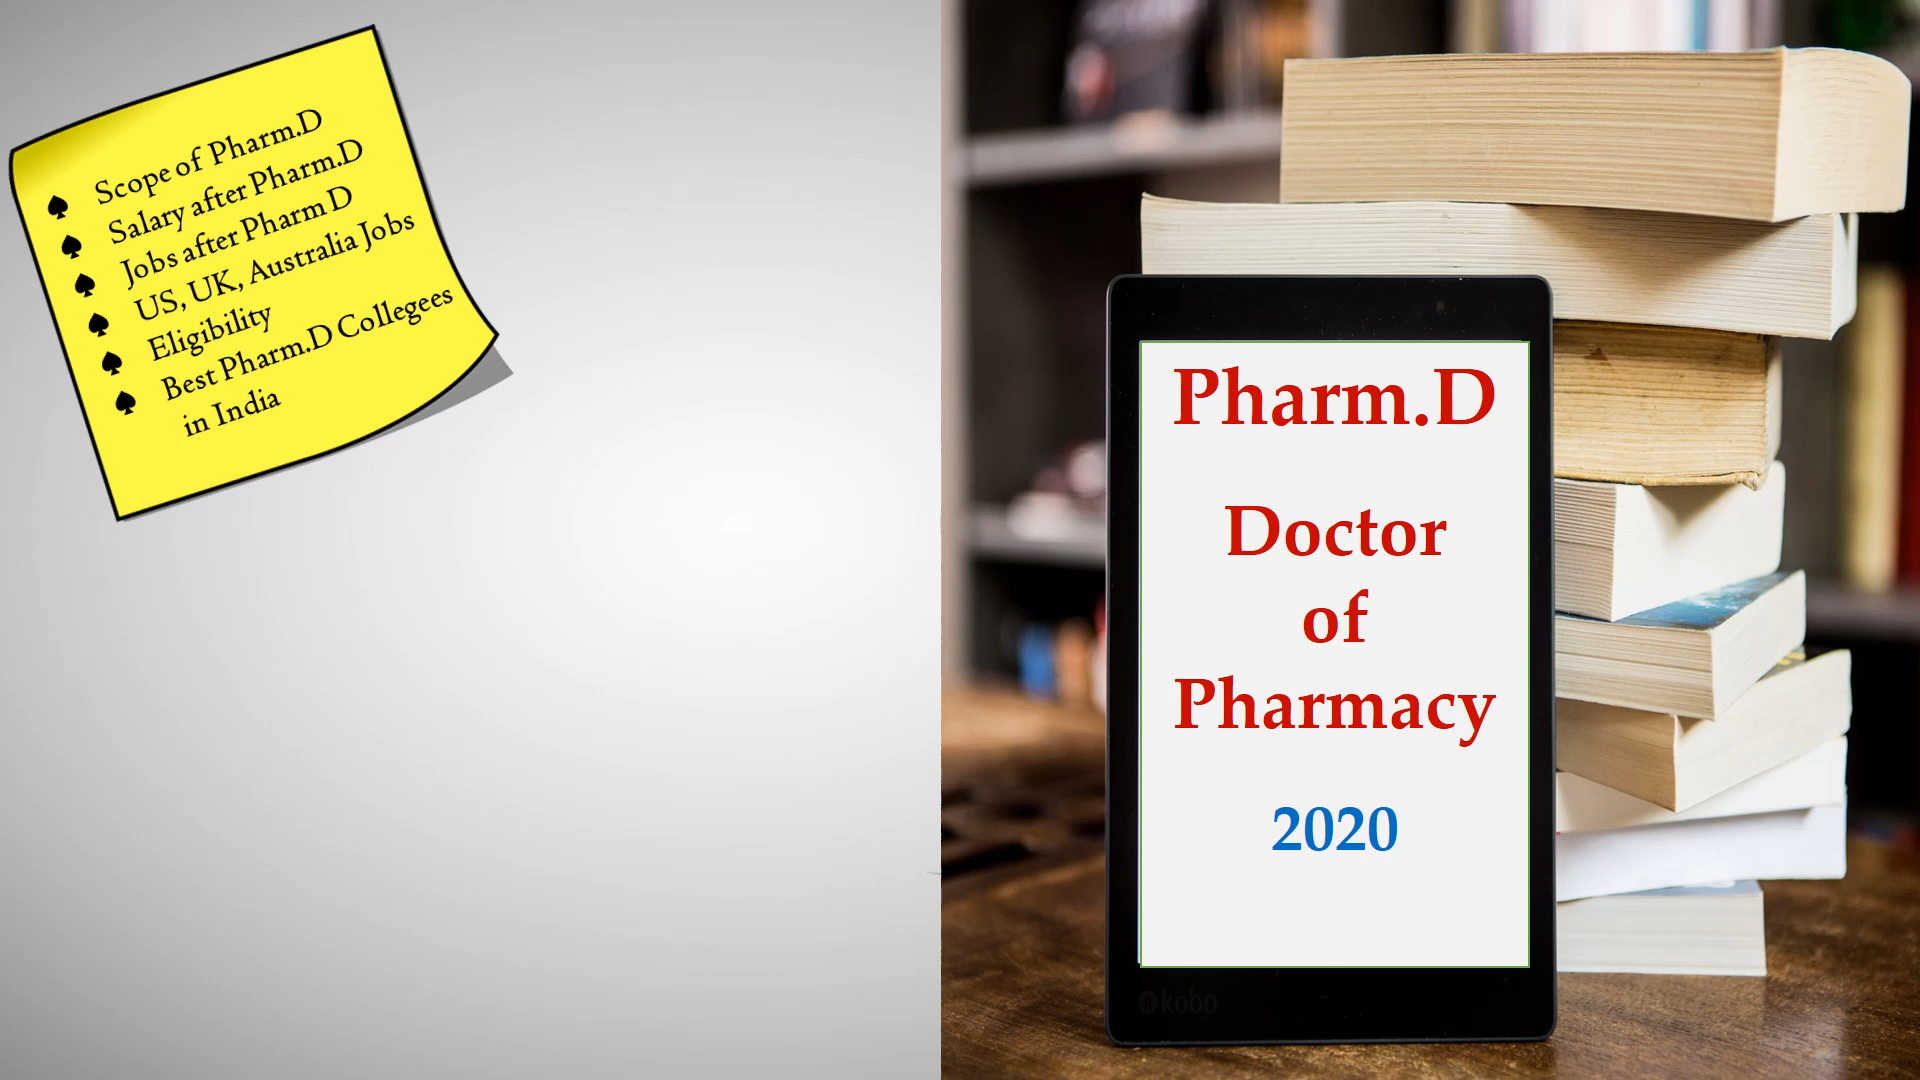 ♠ Scope of Pharm.D
♠ Salary after Pharm.D
♠ Jobs after Pharm D
♠ US, UK, Australia Jobs
♠ Eligibility
♠ Best Pharm.D Collegees
in India
Pharm.D
Doctor
of
Pharmacy
2020
kobo